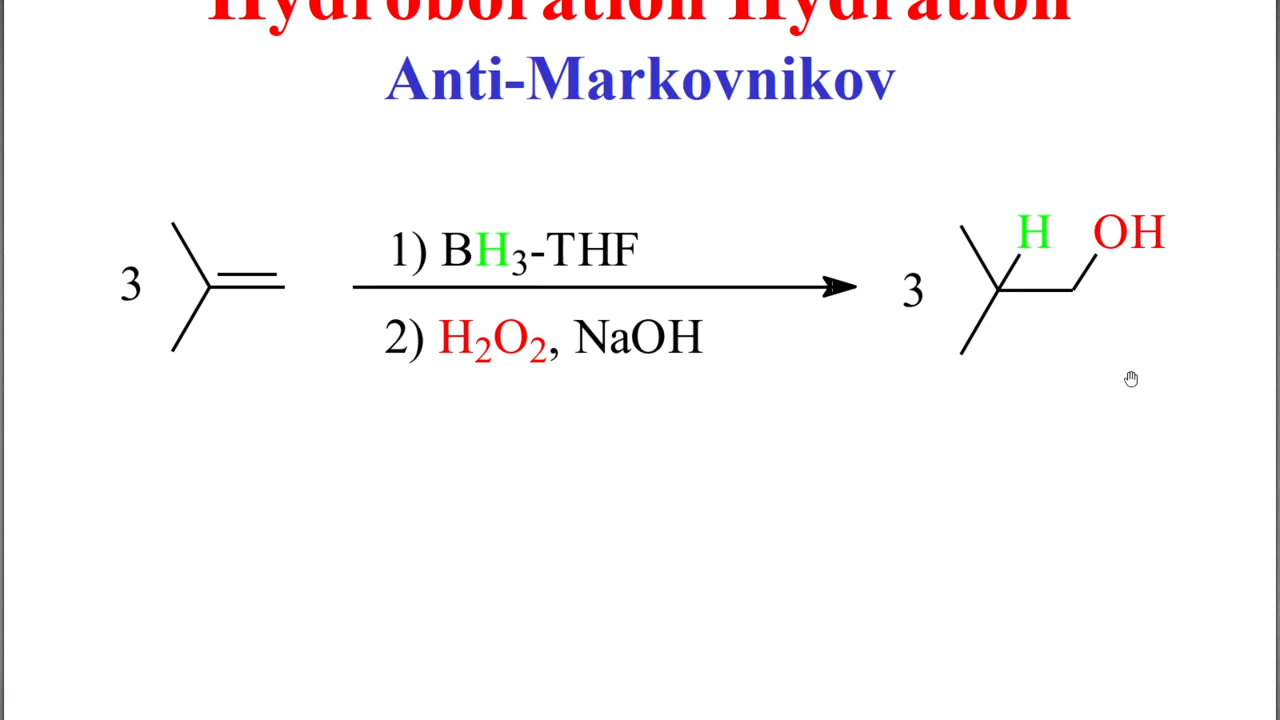 Hydroboration Hydration
Anti-Markovnikov
1) BH₃-THF
3
2) H₂O₂, NaOH
3
H OH